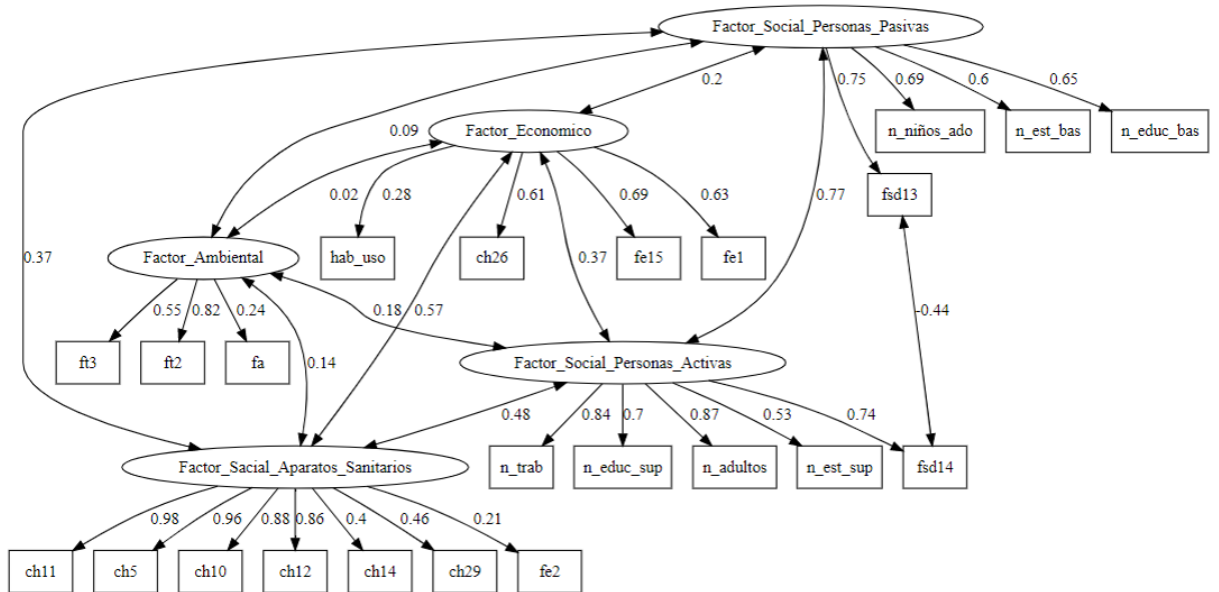 Factor_Social_Personas_Pasivas
0.2
0.75
0.69
0.6
0.65
Factor_Economico
n_niños_ado
n_est_bas
n_educ_bas
0.09
0.02
0.28
0.61
0.69
0.63
0.77
fsd13
Factor_Ambiental
hab_uso
ch26
fe15
fe1
0.37
0.37
0.55
0.82
0.24
0.18
0.57
-0.44
ft3
ft2
fa
0.14
Factor_Social_Personas_Activas
0.48
0.84
0.7
0.87
0.53
0.74
Factor_Sacial_Aparatos_Sanitarios
n_trab
n_educ_sup
n_adultos
n_est_sup
fsd14
0.98
0.96
0.88
0.86
0.4
0.46
0.21
ch11
ch5
ch10
ch12
ch14
ch29
fe2